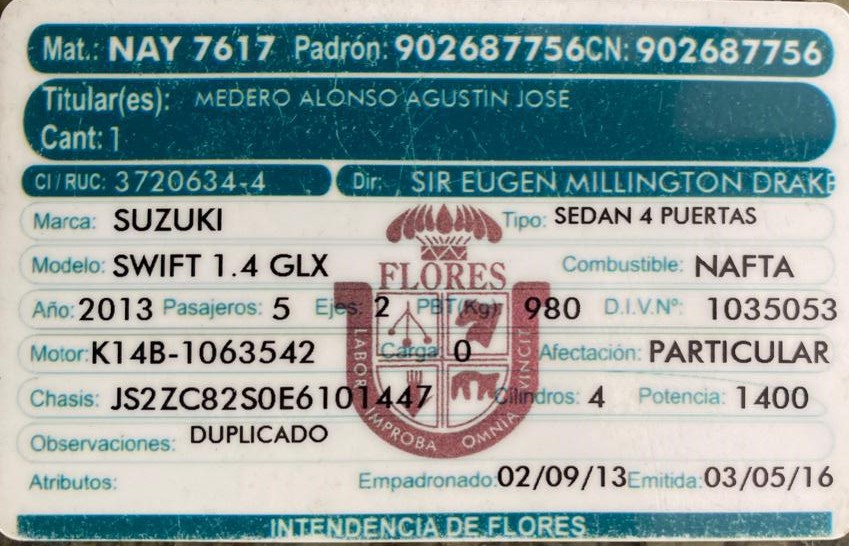 Mat.: NAY 7617 Padrón: 902687756 CN: 902687756
Titular(es): MEDERO ALONSO AGUSTIN JOSE
Cant: 1
CI / RUC: 3720634-4 Dir: SIR EUGEN MILLINGTON DRAKE
Marca: SUZUKI Tipo: SEDAN 4 PUERTAS
Modelo: SWIFT 1.4 GLX Combustible: NAFTA
FLORES
Año: 2013 Pasajeros: 5 Ejes: 2 PBT(Kg): 980 D.I.V.Nº: 1035053
Motor: K14B-1063542 Carga: 0 Afectación: PARTICULAR
Chasis: JS2ZC82S0E6101447 Cilindros: 4 Potencia: 1400
LABOR IMPROBA OMNIA VINCIT
Observaciones: DUPLICADO
Atributos: Empadronado: 02/09/13 Emitida: 03/05/16
INTENDENCIA DE FLORES